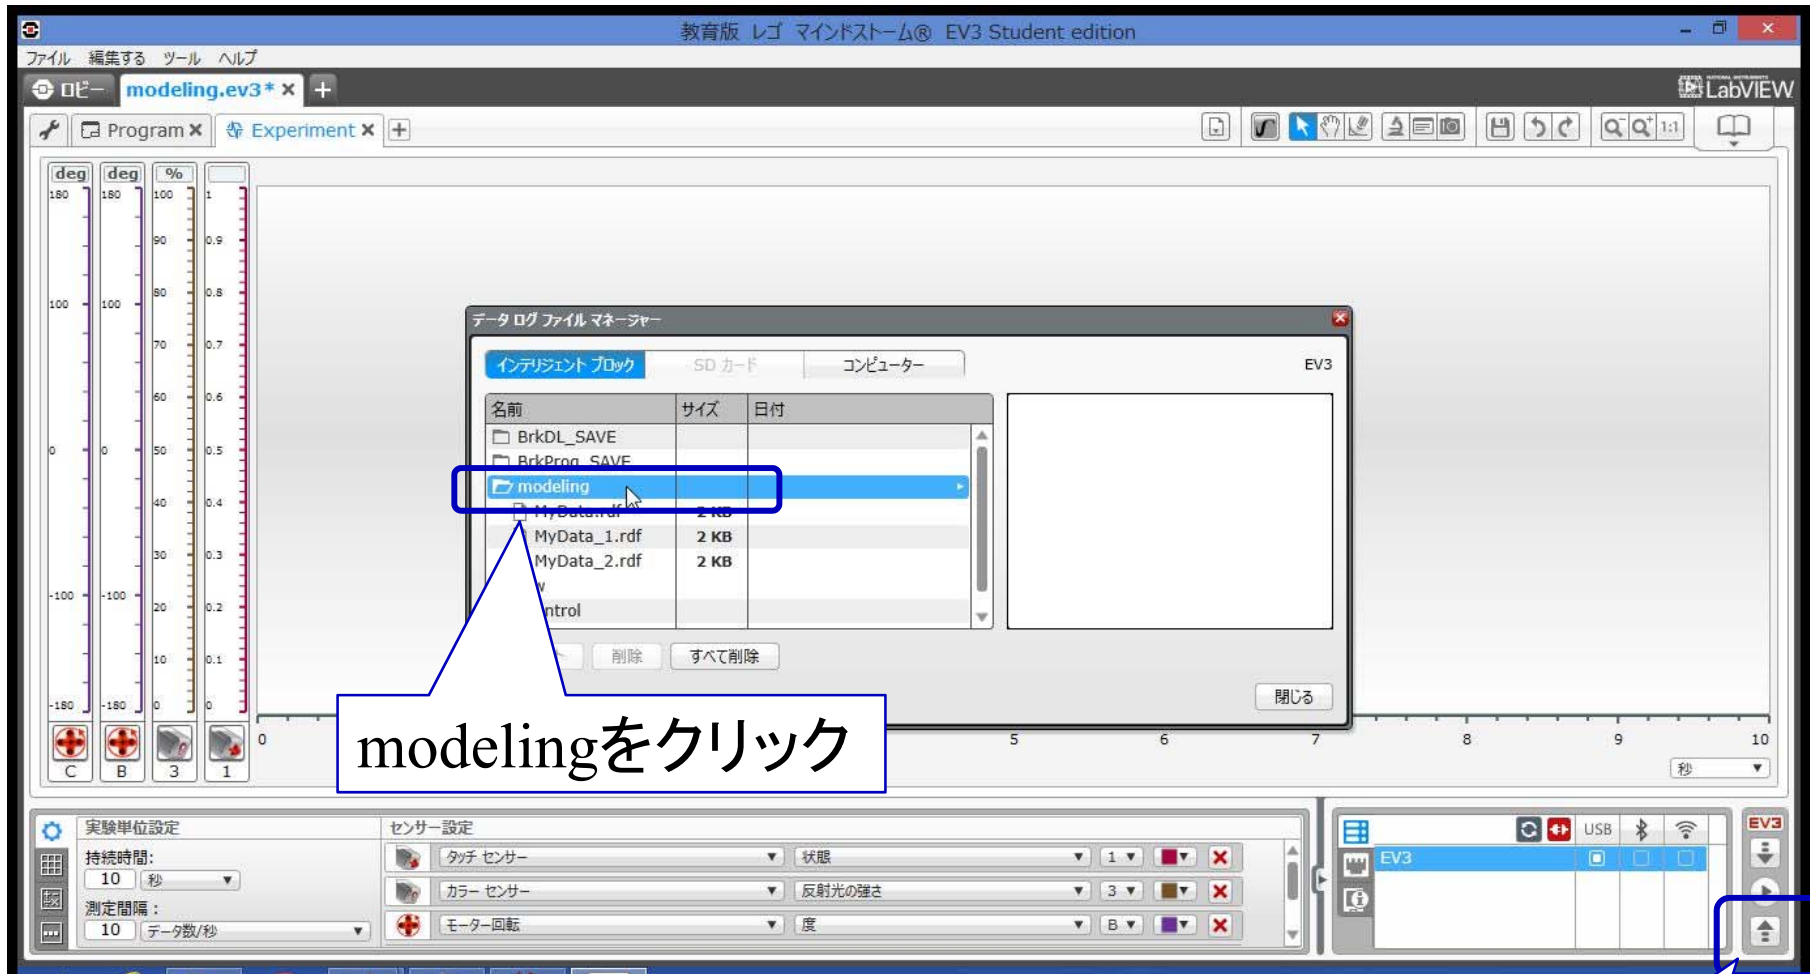 教育版 レゴ マインドストーム® EV3 Student edition
ファイル 編集する ツール ヘルプ
ロビー modeling.ev3* × +
NATIONAL INSTRUMENTS LabVIEW
Program × Experiment × +
1:1
deg deg %
180 180 100 1
90 0.9
100 100 80 0.8
70 0.7
60 0.6
0 0 50 0.5
40 0.4
30 0.3
-100 -100 20 0.2
10 0.1
-180 -180 0 0
C B 3 1
データ ログ ファイル マネージャー
インテリジェント ブロック SD カード コンピューター EV3
名前 サイズ 日付
BrkDL_SAVE
BrkProg_SAVE
modeling
MyData.rdf 2 KB
MyData_1.rdf 2 KB
MyData_2.rdf 2 KB
ntrol
削除 すべて削除
閉じる
modelingをクリック
0 5 6 7 8 9 10
秒
実験単位設定 センサー設定
持続時間:
10 秒
測定間隔:
10 データ数/秒
タッチ センサー 状態 1
カラー センサー 反射光の強さ 3
モーター回転 度 B
USB
EV3
EV3